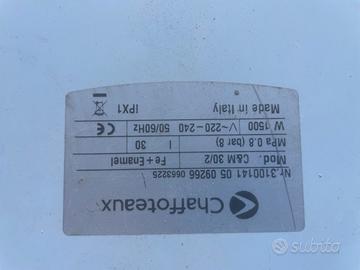 Chaffoteaux
Nr.3100141 05 09266 0663225
Mod. C&M 30/2 Fe+Enamel
MPa 0.8 (bar 8) l 30
W 1500 V~220-240 50/60Hz CE
Made in Italy IPX1
subito